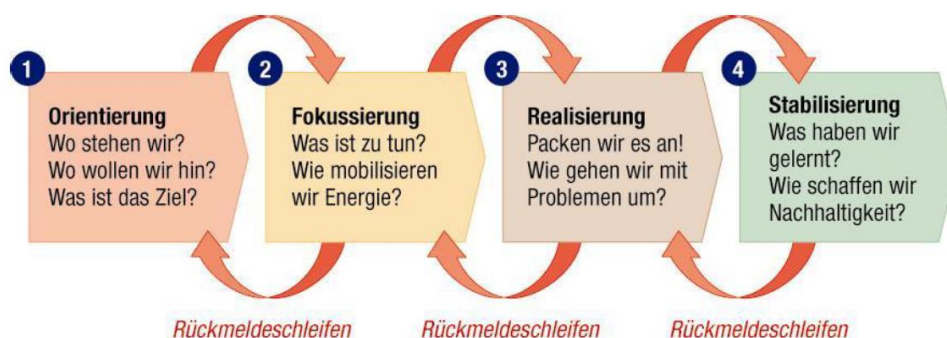 1
Orientierung
Wo stehen wir?
Wo wollen wir hin?
Was ist das Ziel?
2
Fokussierung
Was ist zu tun?
Wie mobilisieren
wir Energie?
3
Realisierung
Packen wir es an!
Wie gehen wir mit
Problemen um?
4
Stabilisierung
Was haben wir
gelernt?
Wie schaffen wir
Nachhaltigkeit?
Rückmeldeschleifen
Rückmeldeschleifen
Rückmeldeschleifen